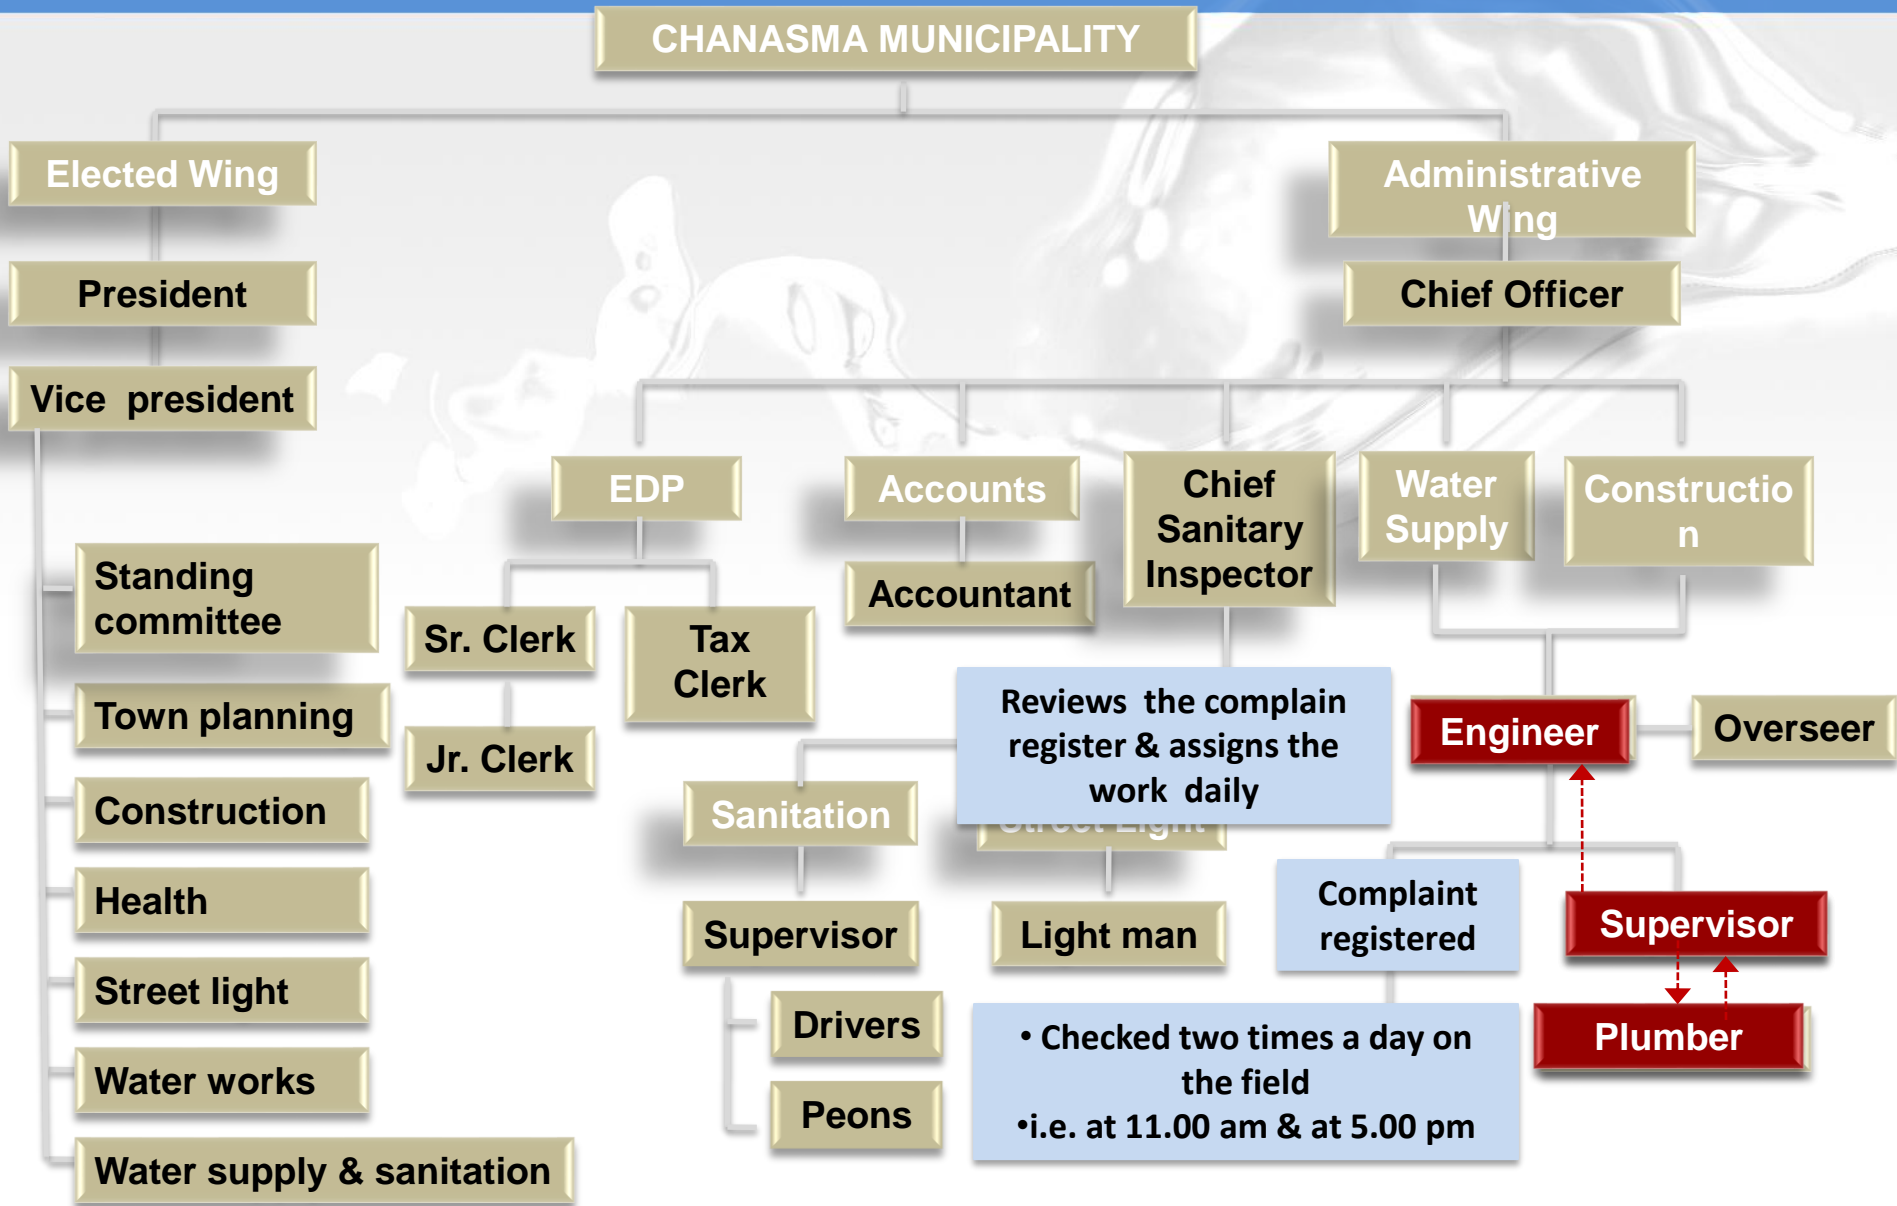 CHANASMA MUNICIPALITY
Elected Wing
Administrative
Wing
President
Chief Officer
Vice president
EDP
Accounts
Chief
Sanitary
Inspector
Water
Supply
Constructio
n
Standing
committee
Accountant
Sr. Clerk
Tax
Clerk
Town planning
Jr. Clerk
Reviews the complain
register & assigns the
work daily
Engineer
Overseer
Construction
Sanitation
Street Light
Health
Supervisor
Light man
Complaint
registered
Supervisor
Street light
Drivers
• Checked two times a day on
the field
•i.e. at 11.00 am & at 5.00 pm
Plumber
Water works
Peons
Water supply & sanitation